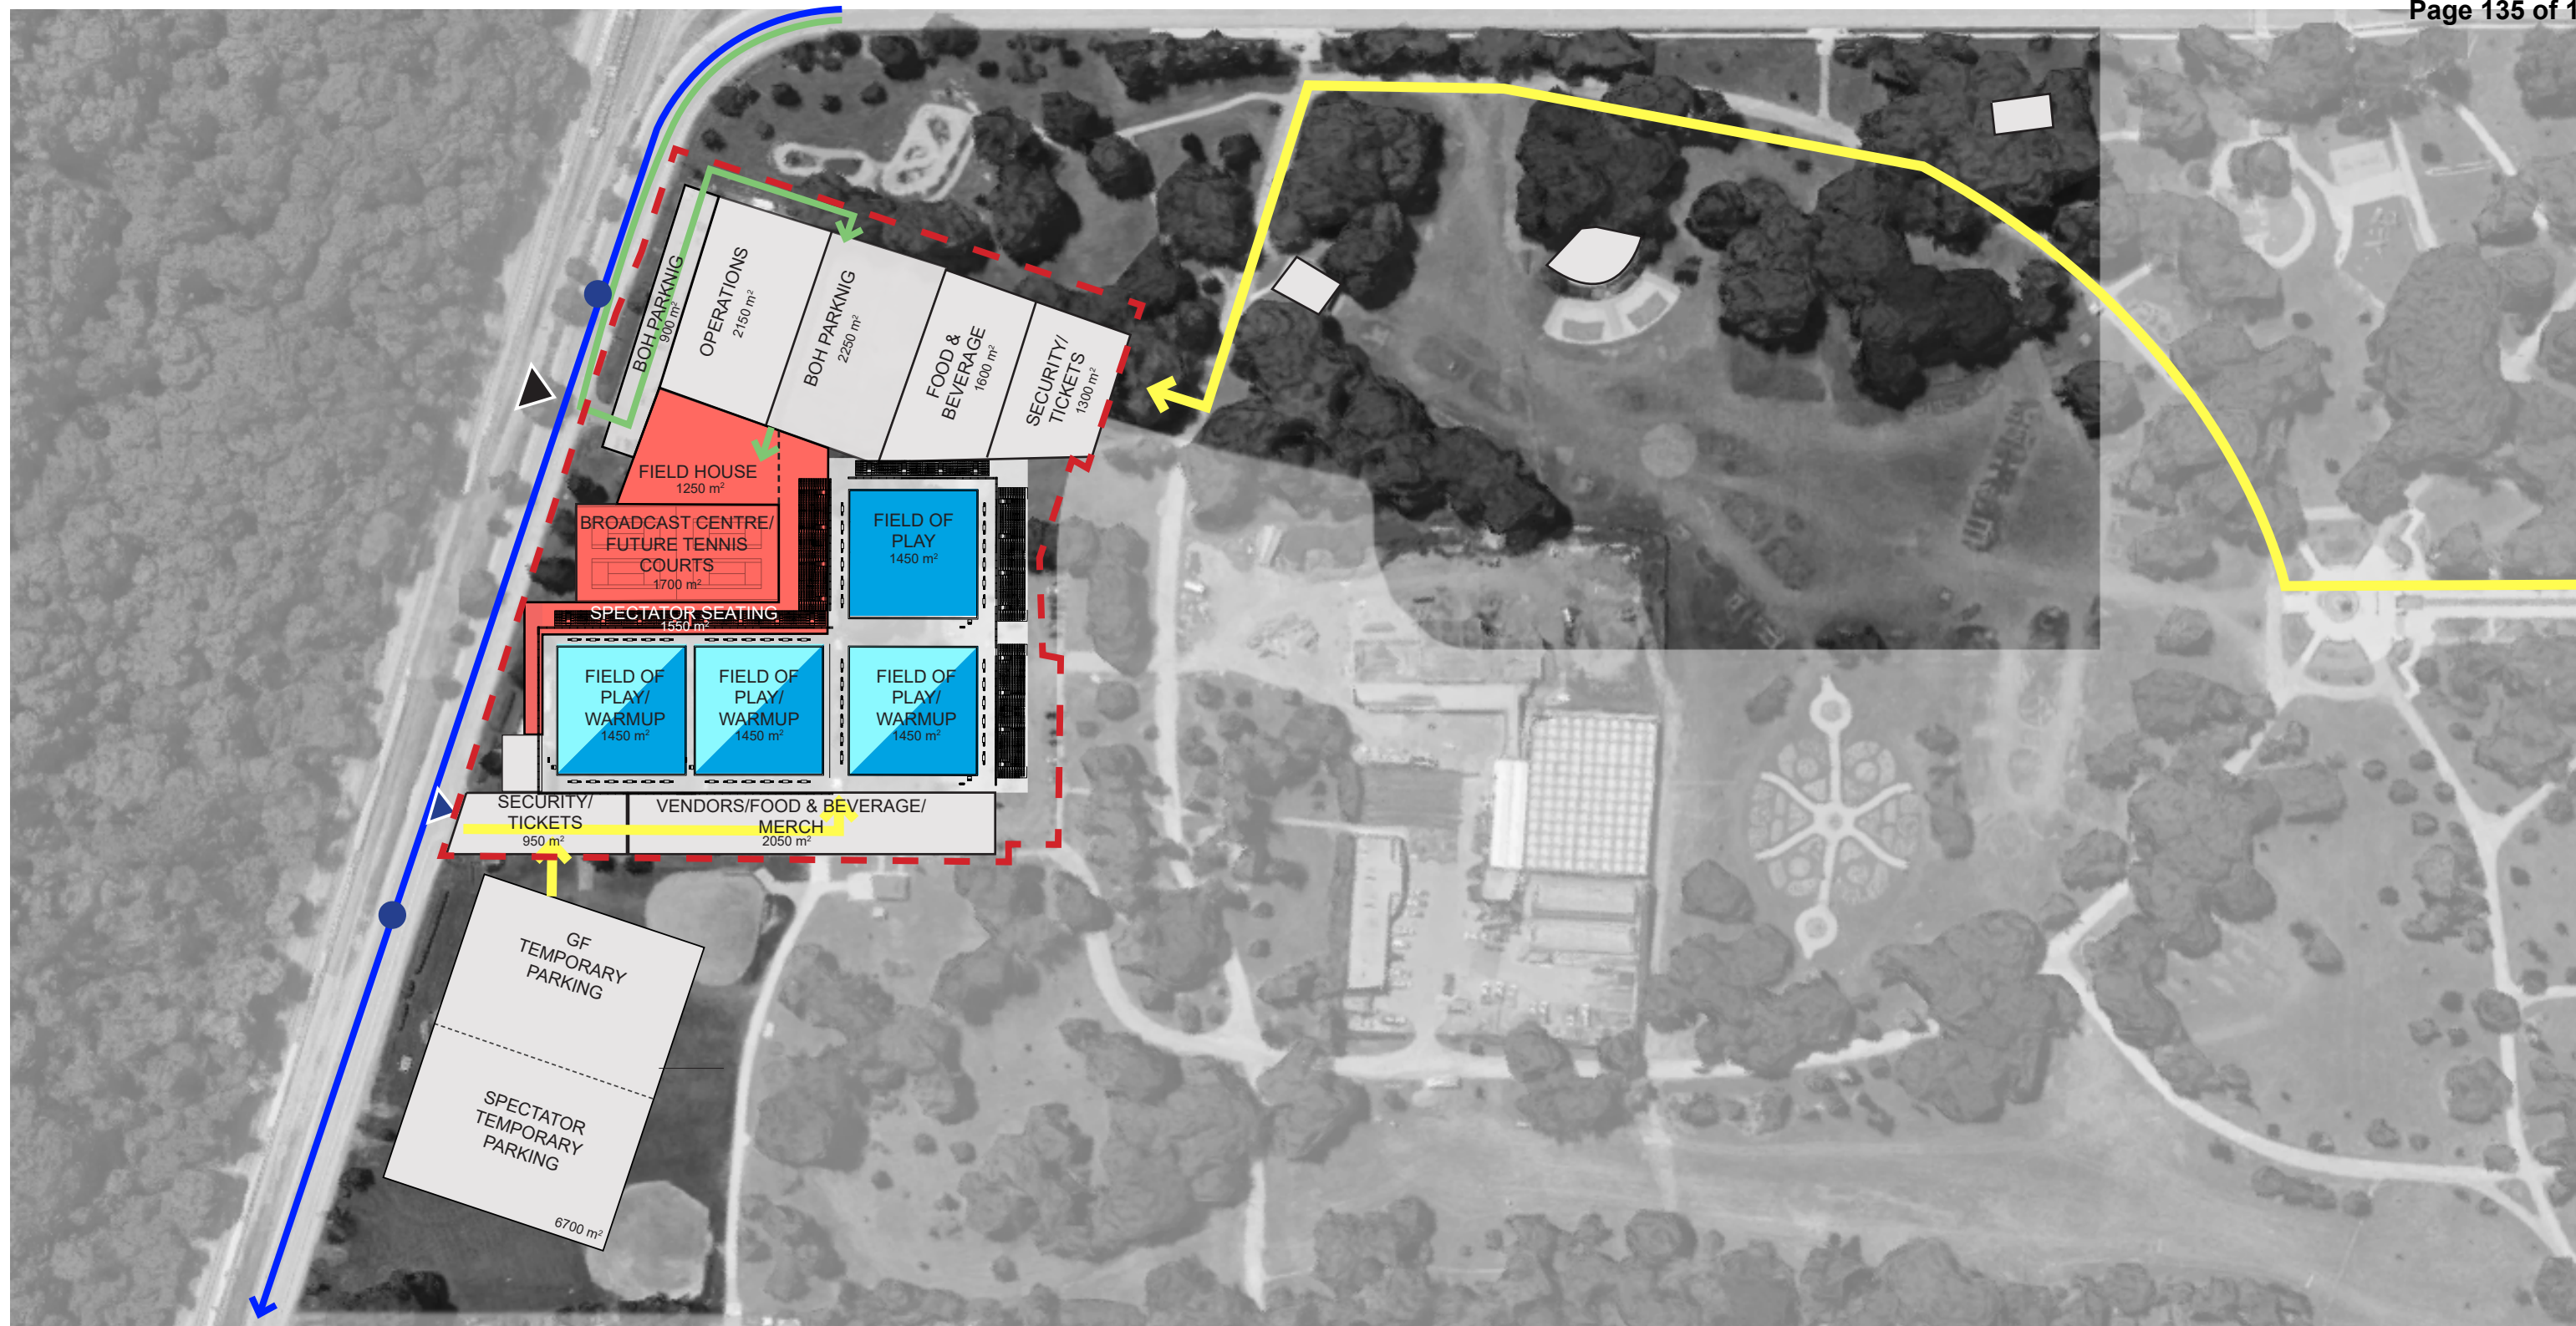 Page 135 of 1
BOH PARKNIG
900 m²
OPERATIONS
2150 m²
BOH PARKNIG
2250 m²
FOOD &
BEVERAGE
1600 m²
SECURITY/
TICKETS
1300 m²
FIELD HOUSE
1250 m²
BROADCAST CENTRE/
FUTURE TENNIS
COURTS
1700 m²
SPECTATOR SEATING
1550 m²
FIELD OF
PLAY
1450 m²
FIELD OF
PLAY/
WARMUP
1450 m²
FIELD OF
PLAY/
WARMUP
1450 m²
FIELD OF
PLAY/
WARMUP
1450 m²
SECURITY/
TICKETS
950 m²
VENDORS/FOOD & BEVERAGE/
MERCH
2050 m²
GF
TEMPORARY
PARKING
SPECTATOR
TEMPORARY
PARKING
6700 m²